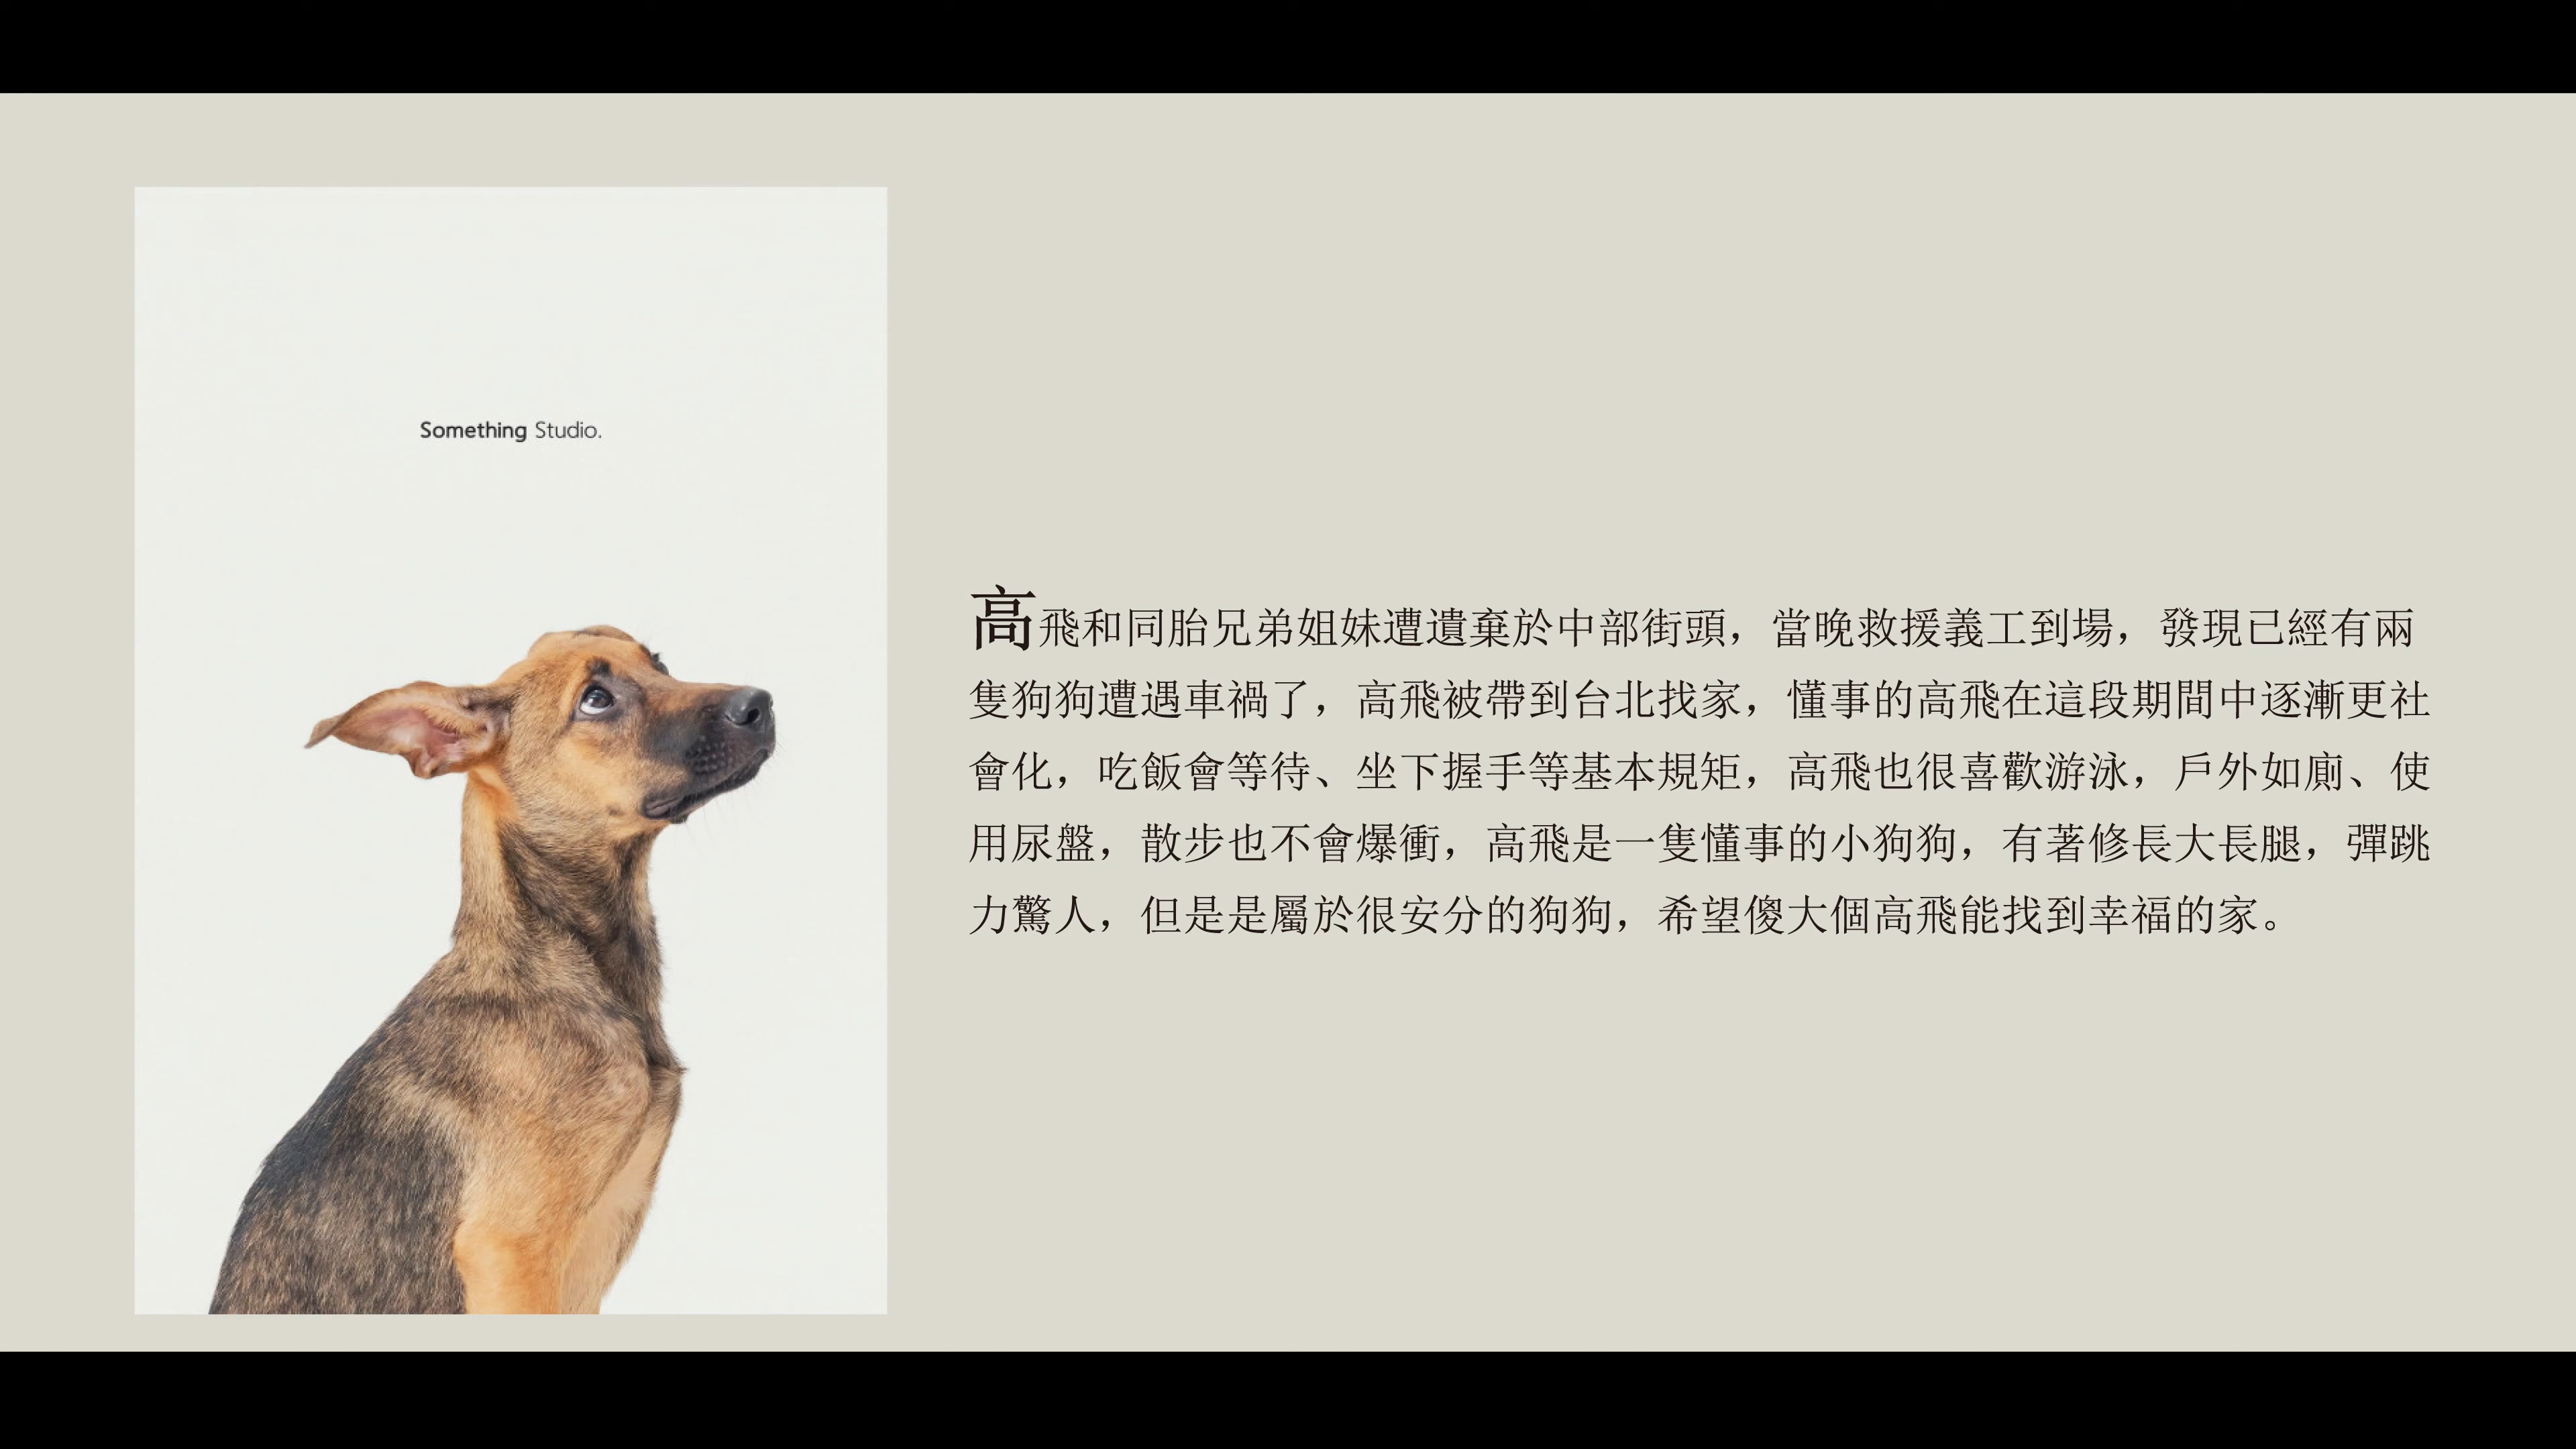 Something Studio.
高飛和同胎兄弟姐妹遭遺棄於中部街頭，當晚救援義工到場，發現已經有兩
隻狗狗遭遇車禍了，高飛被帶到台北找家，懂事的高飛在這段期間中逐漸更社
會化，吃飯會等待、坐下握手等基本規矩，高飛也很喜歡游泳，戶外如廁、使
用尿盤，散步也不會爆衝，高飛是一隻懂事的小狗狗，有著修長大長腿，彈跳
力驚人，但是是屬於很安分的狗狗，希望傻大個高飛能找到幸福的家。